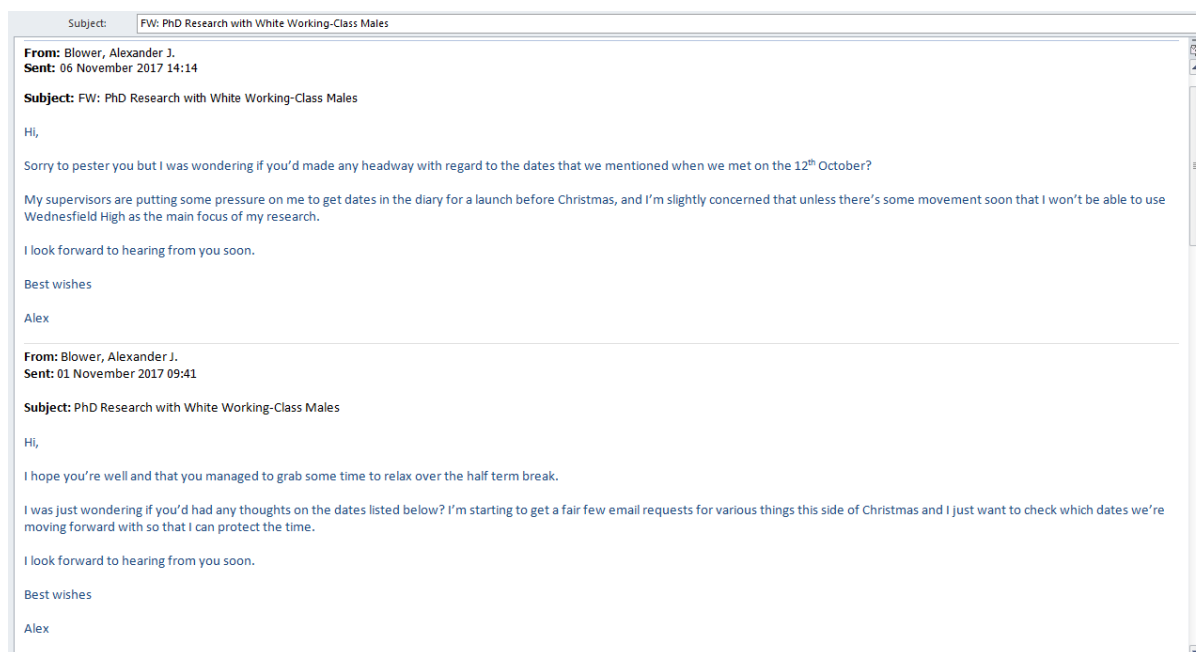 Subject: FW: PhD Research with White Working-Class Males
From: Blower, Alexander J.
Sent: 06 November 2017 14:14
Subject: FW: PhD Research with White Working-Class Males
Hi,
Sorry to pester you but I was wondering if you'd made any headway with regard to the dates that we mentioned when we met on the 12th October?
My supervisors are putting some pressure on me to get dates in the diary for a launch before Christmas, and I'm slightly concerned that unless there's some movement soon that I won't be able to use
Wednesfield High as the main focus of my research.
I look forward to hearing from you soon.
Best wishes
Alex
From: Blower, Alexander J.
Sent: 01 November 2017 09:41
Subject: PhD Research with White Working-Class Males
Hi,
I hope you're well and that you managed to grab some time to relax over the half term break.
I was just wondering if you'd had any thoughts on the dates listed below? I'm starting to get a fair few email requests for various things this side of Christmas and I just want to check which dates we're
moving forward with so that I can protect the time.
I look forward to hearing from you soon.
Best wishes
Alex